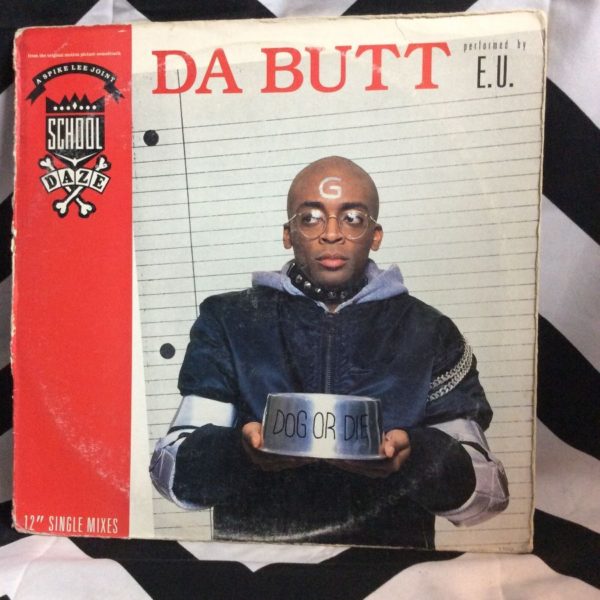 from the original motion picture soundtrack
A SPIKE LEE JOINT
SCHOOL
DAZE
DA BUTT
performed by
E.U.
G
DOG OR DIE
12" SINGLE MIXES